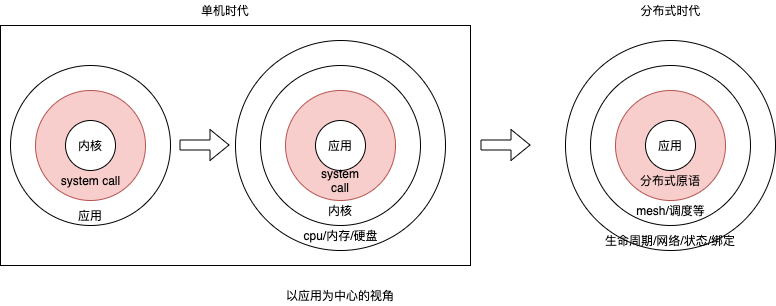 单机时代
分布式时代
内核
system call
应用
应用
system
call
内核
cpu/内存/硬盘
应用
分布式原语
mesh/调度等
生命周期/网络/状态/绑定
以应用为中心的视角